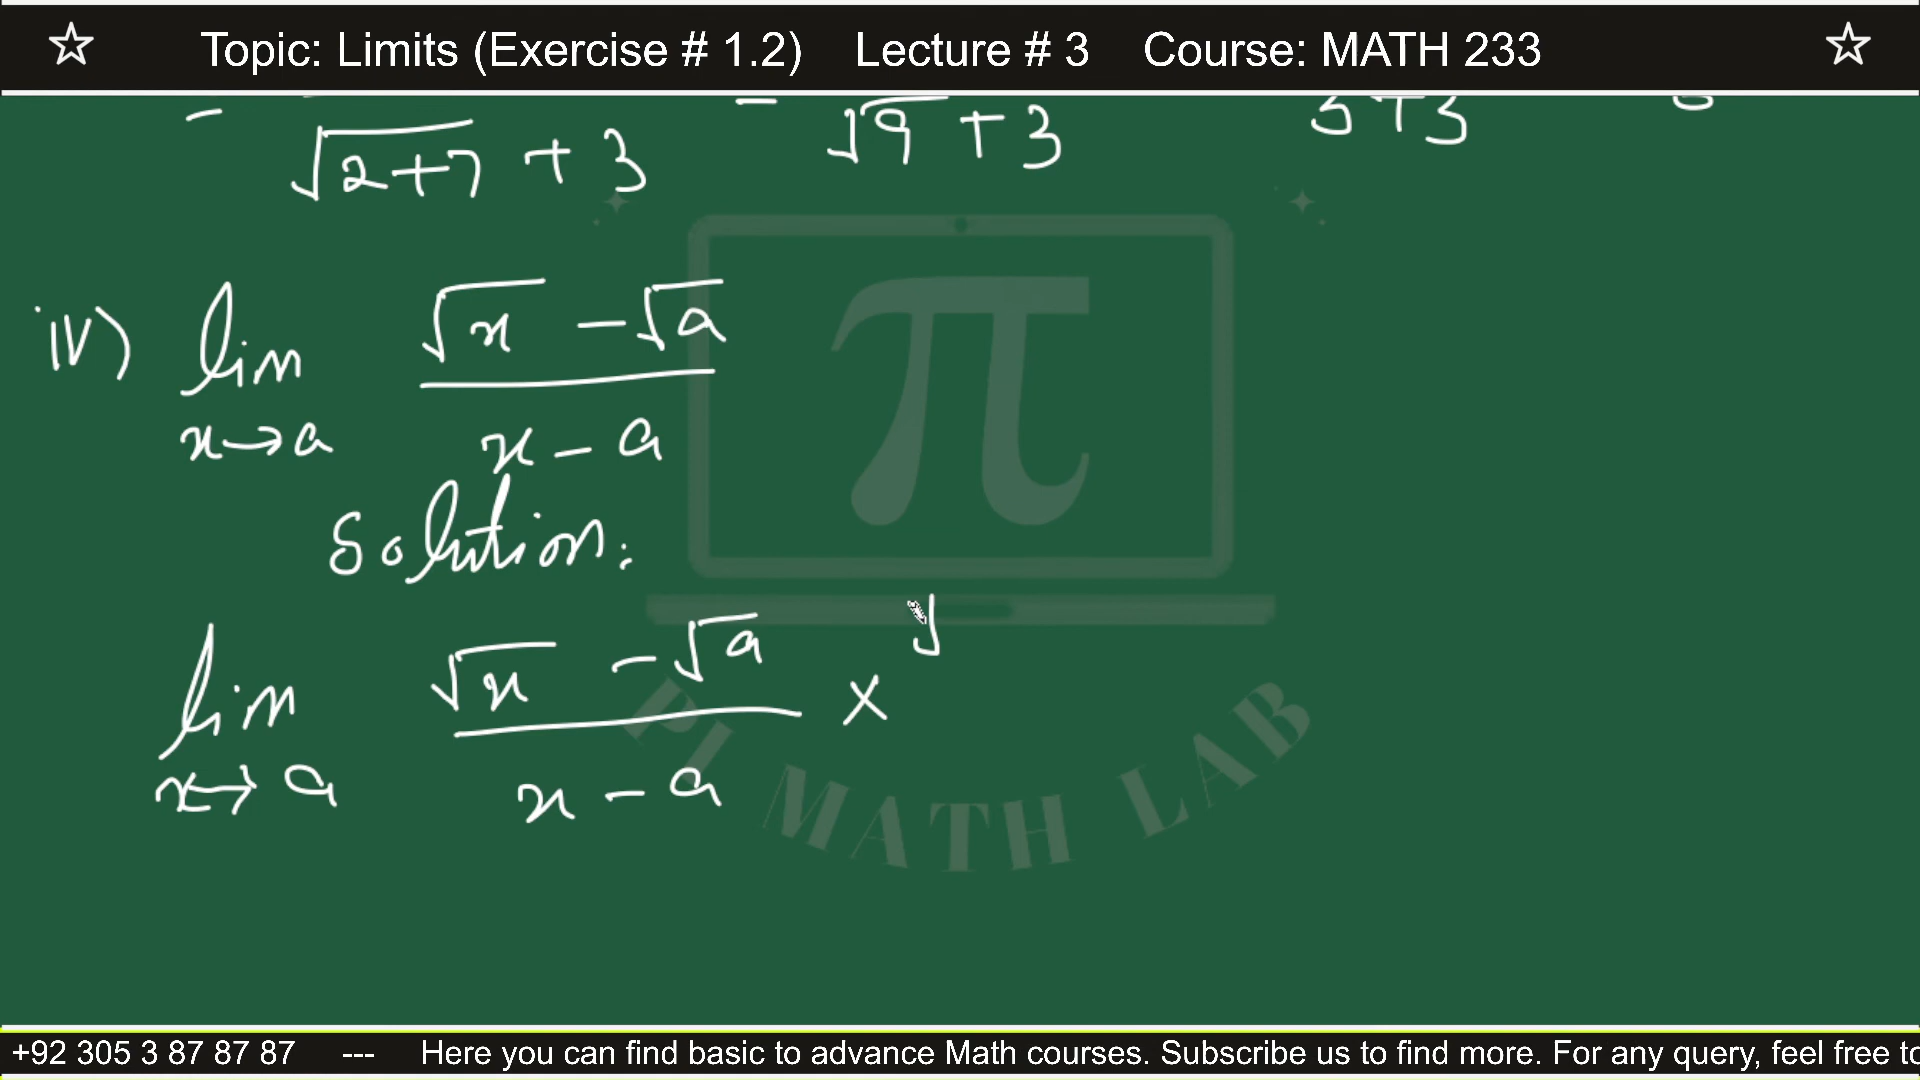 Topic: Limits (Exercise # 1.2) Lecture # 3 Course: MATH 233
= √(2+7) + 3 = √9 + 3 3+3
iv) lim x→a (√x − √a)/(x − a)
Solution:
lim x→a (√x − √a)/(x − a) × √
PI MATH LAB
+92 305 3 87 87 87 --- Here you can find basic to advance Math courses. Subscribe us to find more. For any query, feel free to